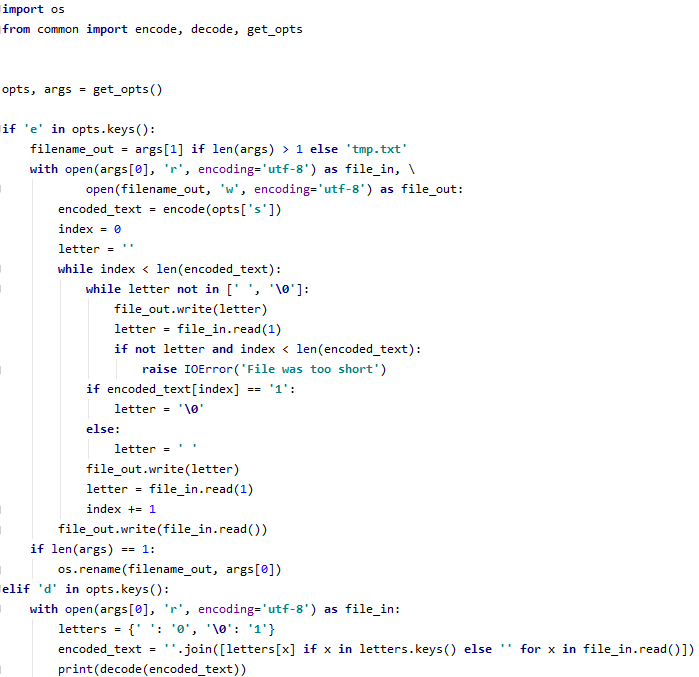 import os
from common import encode, decode, get_opts
opts, args = get_opts()
if 'e' in opts.keys():
filename_out = args[1] if len(args) > 1 else 'tmp.txt'
with open(args[0], 'r', encoding='utf-8') as file_in, \
open(filename_out, 'w', encoding='utf-8') as file_out:
encoded_text = encode(opts['s'])
index = 0
letter = ''
while index < len(encoded_text):
while letter not in [' ', '\0']:
file_out.write(letter)
letter = file_in.read(1)
if not letter and index < len(encoded_text):
raise IOError('File was too short')
if encoded_text[index] == '1':
letter = '\0'
else:
letter = ' '
file_out.write(letter)
letter = file_in.read(1)
index += 1
file_out.write(file_in.read())
if len(args) == 1:
os.rename(filename_out, args[0])
elif 'd' in opts.keys():
with open(args[0], 'r', encoding='utf-8') as file_in:
letters = {' ': '0', '\0': '1'}
encoded_text = ''.join([letters[x] if x in letters.keys() else '' for x in file_in.read()])
print(decode(encoded_text))